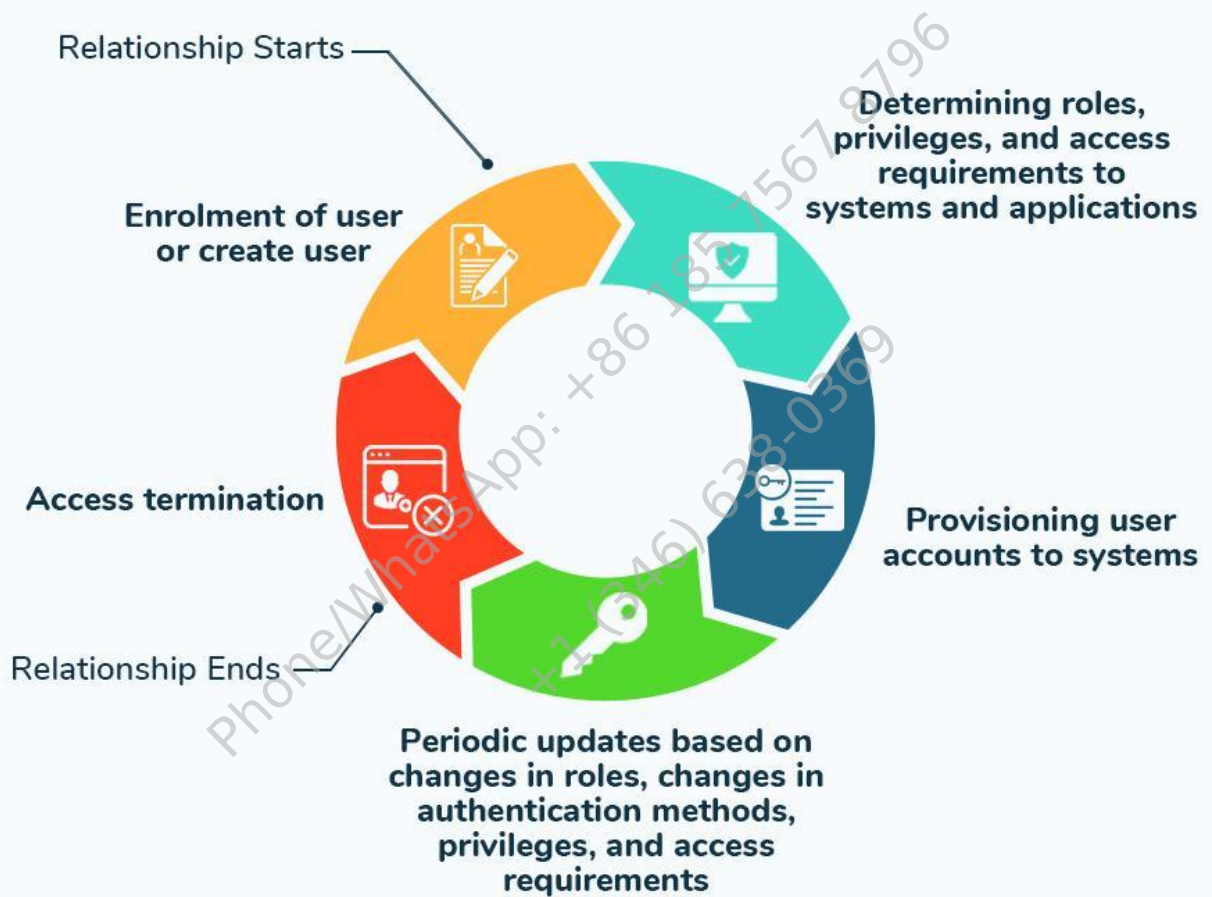 Relationship Starts
Determining roles,
privileges, and access
requirements to
systems and applications
Enrolment of user
or create user
Access termination
Provisioning user
accounts to systems
Relationship Ends
Periodic updates based on
changes in roles, changes in
authentication methods,
privileges, and access
requirements
Phone/WhatsApp: +86 185 7567 8796
+1 (346) 638-0369